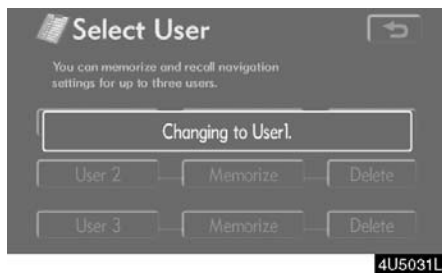 Select User
You can memorize and recall navigation
settings for up to three users.
Changing to User1.
User 2 Memorize Delete
User 3 Memorize Delete
4U5031L